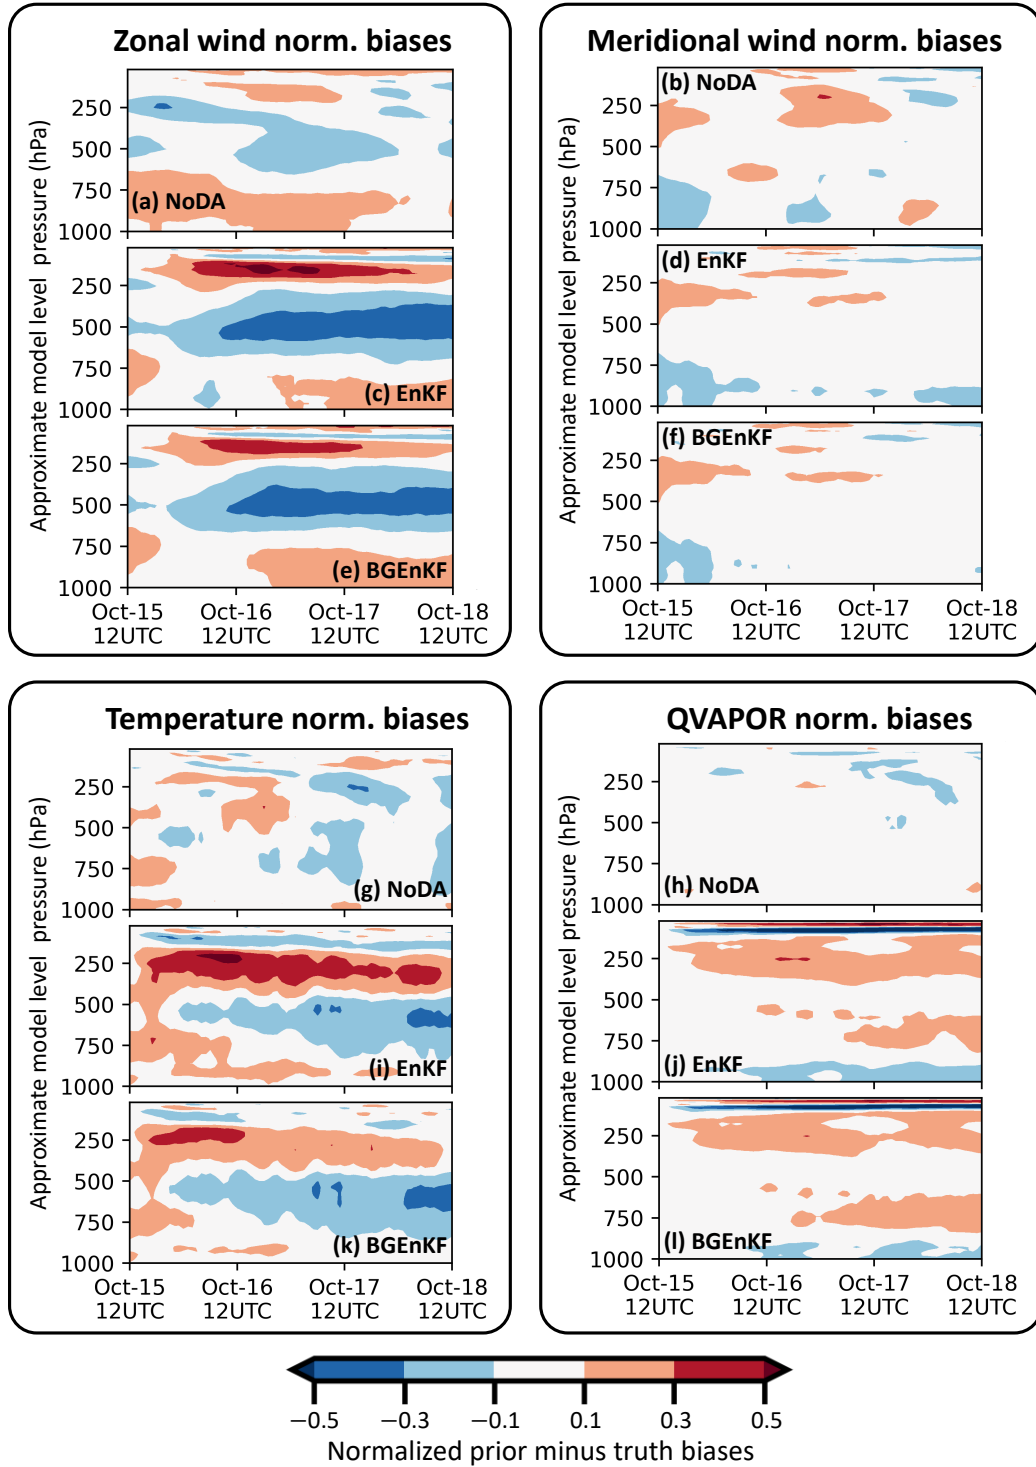 Zonal wind norm. biases
Approximate model level pressure (hPa)
250
500
750
1000
(a) NoDA
250
500
750
1000
(c) EnKF
250
500
750
1000
(e) BGEnKF
Oct-15 Oct-16 Oct-17 Oct-18
12UTC 12UTC 12UTC 12UTC
Meridional wind norm. biases
Approximate model level pressure (hPa)
(b) NoDA
250
500
750
1000
(d) EnKF
250
500
750
1000
(f) BGEnKF
250
500
750
1000
Oct-15 Oct-16 Oct-17 Oct-18
12UTC 12UTC 12UTC 12UTC
Temperature norm. biases
Approximate model level pressure (hPa)
250
500
750
1000
(g) NoDA
250
500
750
1000
(i) EnKF
250
500
750
1000
(k) BGEnKF
Oct-15 Oct-16 Oct-17 Oct-18
12UTC 12UTC 12UTC 12UTC
QVAPOR norm. biases
Approximate model level pressure (hPa)
250
500
750
1000
(h) NoDA
250
500
750
1000
(j) EnKF
250
500
750
1000
(l) BGEnKF
Oct-15 Oct-16 Oct-17 Oct-18
12UTC 12UTC 12UTC 12UTC
−0.5 −0.3 −0.1 0.1 0.3 0.5
Normalized prior minus truth biases